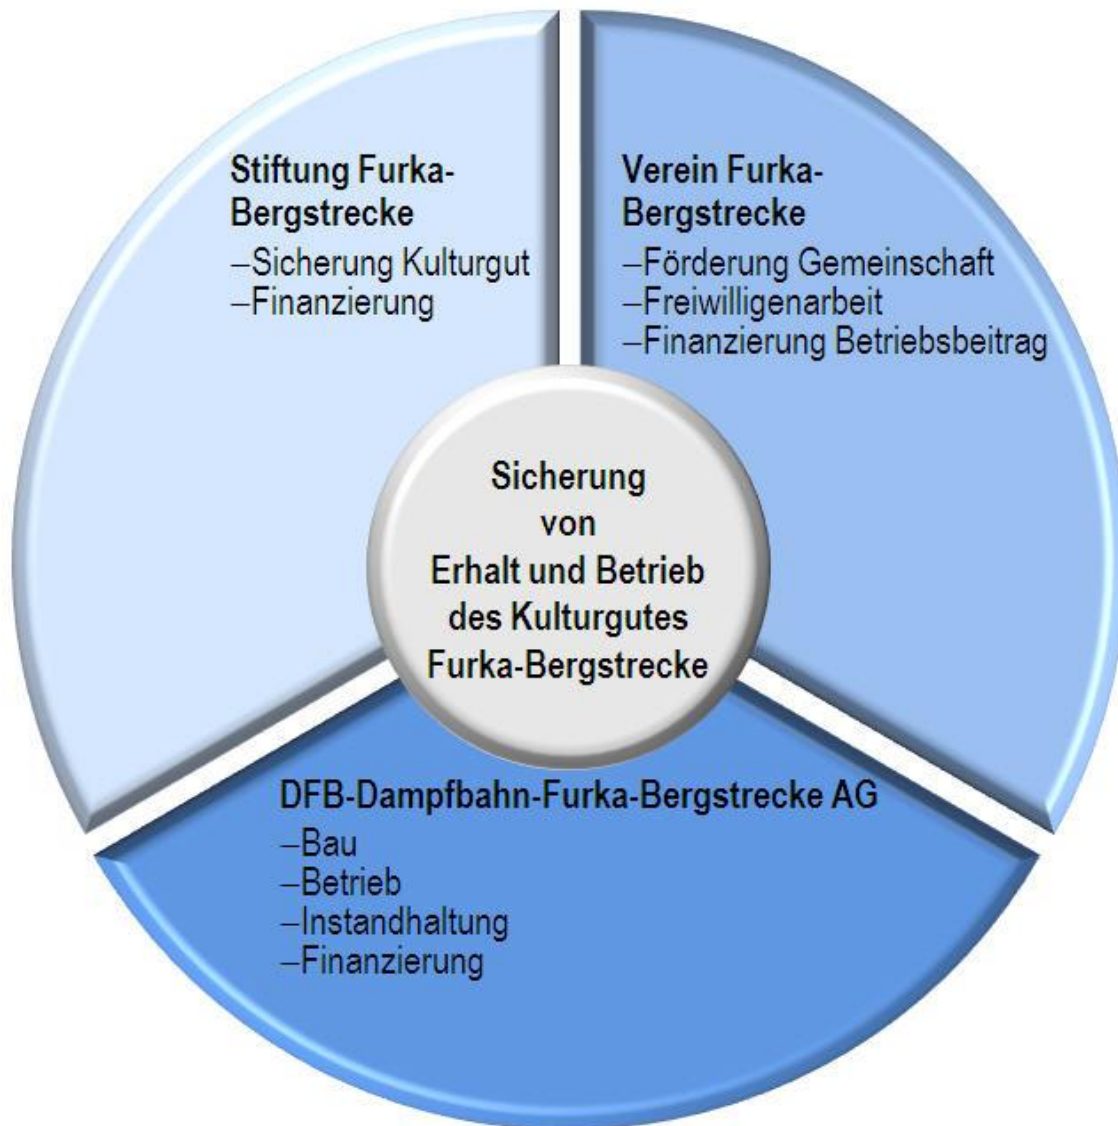 Stiftung Furka-
Bergstrecke
–Sicherung Kulturgut
–Finanzierung
Verein Furka-
Bergstrecke
–Förderung Gemeinschaft
–Freiwilligenarbeit
–Finanzierung Betriebsbeitrag
Sicherung
von
Erhalt und Betrieb
des Kulturgutes
Furka-Bergstrecke
DFB-Dampfbahn-Furka-Bergstrecke AG
–Bau
–Betrieb
–Instandhaltung
–Finanzierung